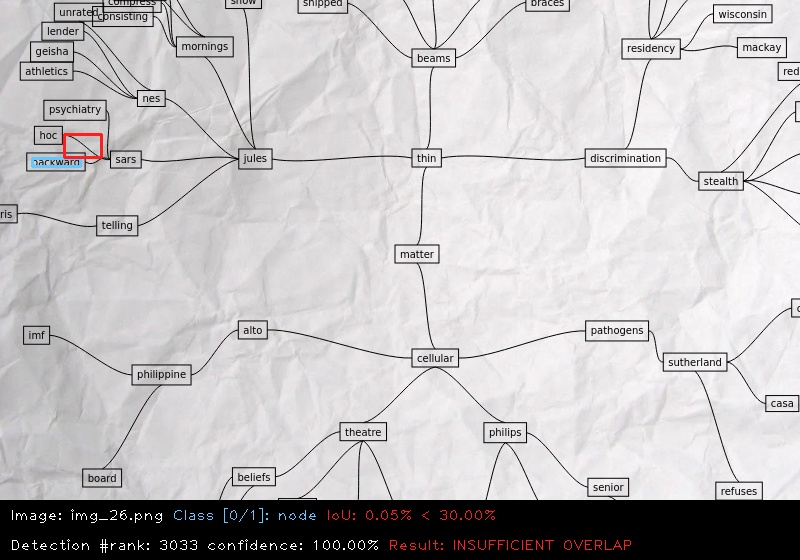 show
shipped
braces
compress
unrated
consisting
wisconsin
lender
mornings
residency
mackay
geisha
beams
athletics
red
nes
psychiatry
hoc
backward
sars
jules
thin
discrimination
stealth
ris
telling
matter
imf
alto
pathogens
cellular
sutherland
philippine
casa
theatre
philips
board
beliefs
senior
refuses
Image: img_26.png Class [0/1]: node IoU: 0.05% < 30.00%
Detection #rank: 3033 confidence: 100.00% Result: INSUFFICIENT OVERLAP